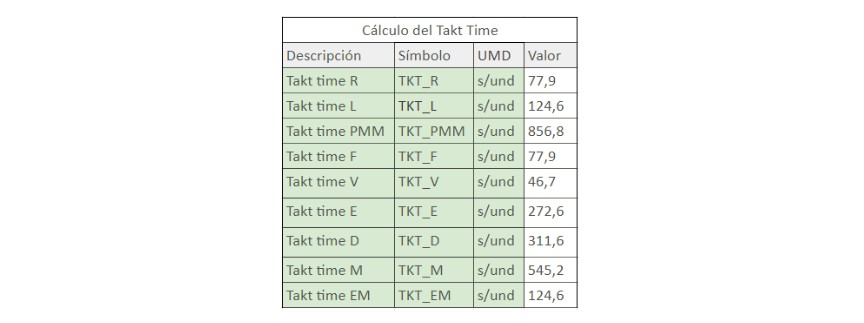 Cálculo del Takt Time
Descripción Símbolo UMD Valor
Takt time R TKT_R s/und 77,9
Takt time L TKT_L s/und 124,6
Takt time PMM TKT_PMM s/und 856,8
Takt time F TKT_F s/und 77,9
Takt time V TKT_V s/und 46,7
Takt time E TKT_E s/und 272,6
Takt time D TKT_D s/und 311,6
Takt time M TKT_M s/und 545,2
Takt time EM TKT_EM s/und 124,6